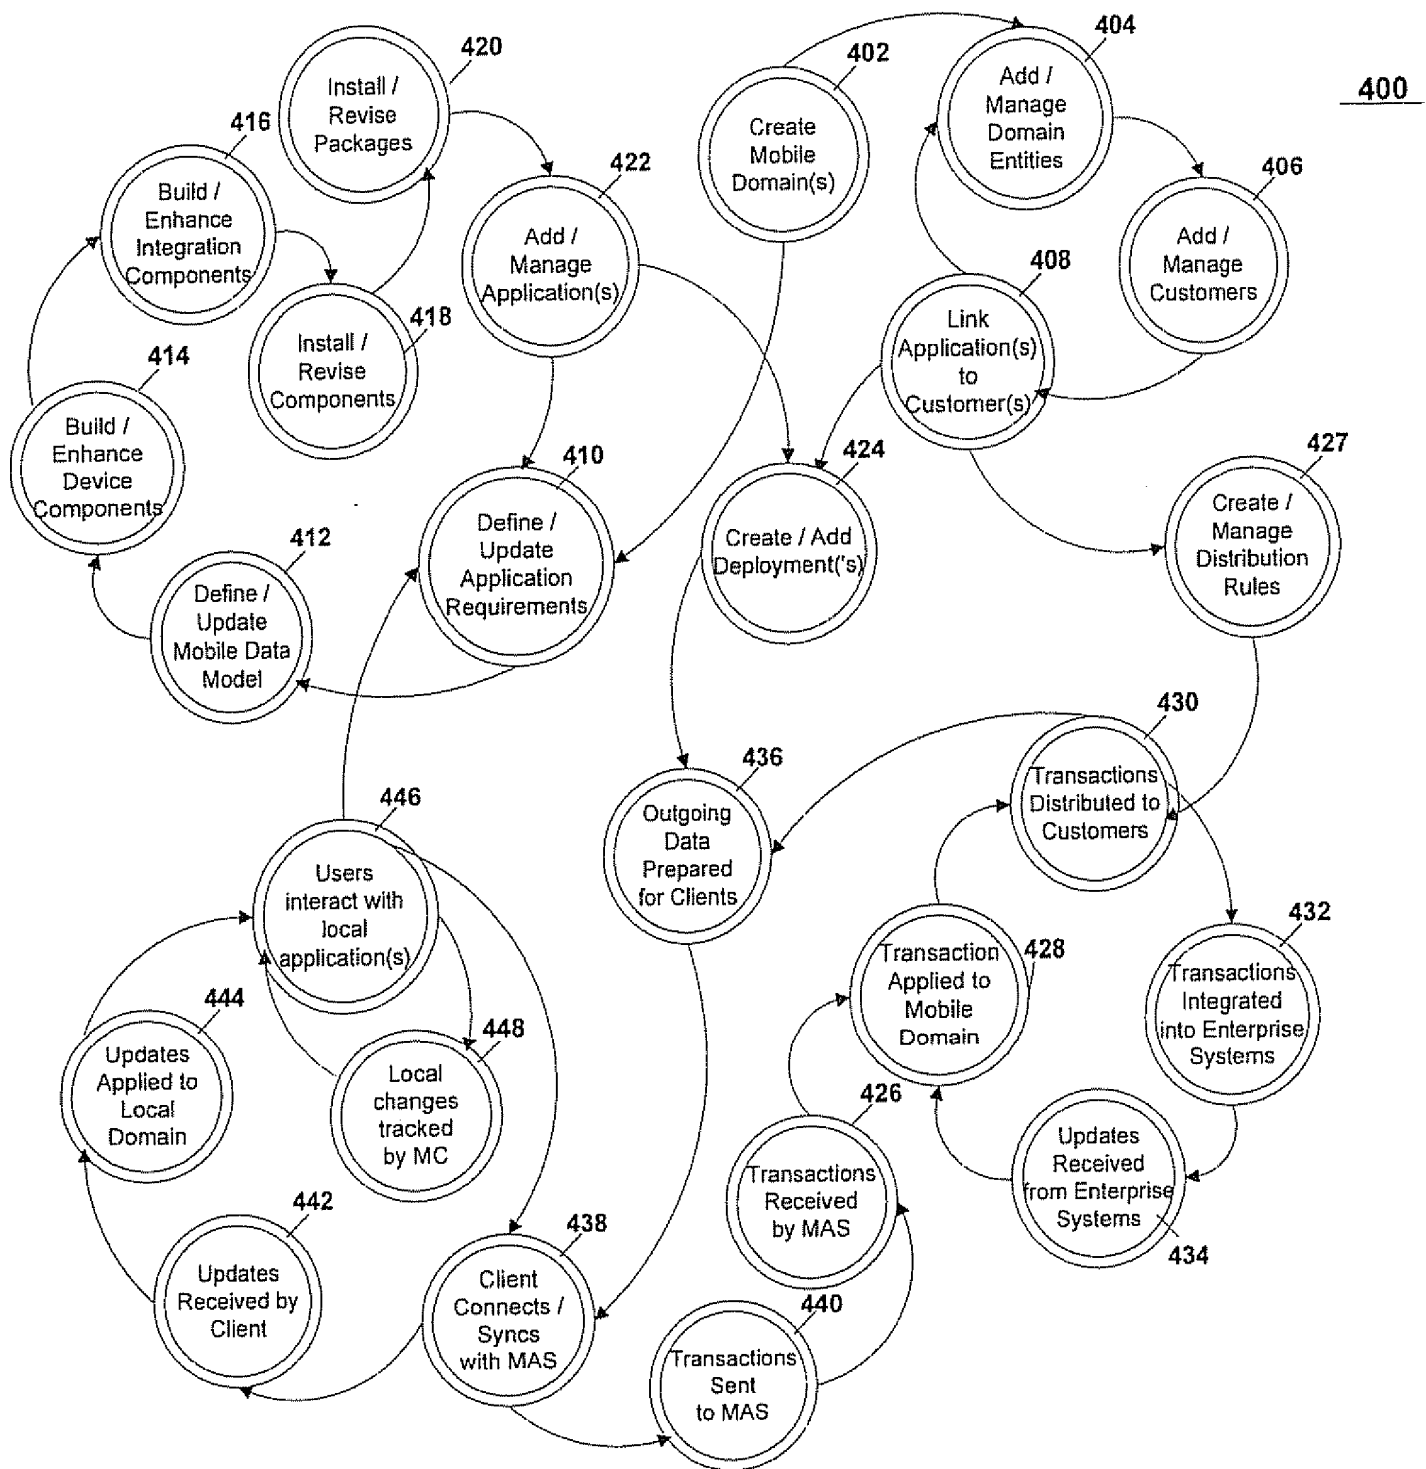 420
Install /
Revise
Packages
402
Create
Mobile
Domain(s)
404
Add /
Manage
Domain
Entities
400
416
Build /
Enhance
Integration
Components
422
Add /
Manage
Application(s)
406
Add /
Manage
Customers
408
Link
Application(s)
to
Customer(s)
418
Install /
Revise
Components
414
Build /
Enhance
Device
Components
410
Define /
Update
Application
Requirements
424
Create / Add
Deployment('s)
427
Create /
Manage
Distribution
Rules
412
Define /
Update
Mobile Data
Model
430
Transactions
Distributed to
Customers
436
Outgoing
Data
Prepared
for Clients
446
Users
interact with
local
application(s)
432
Transactions
Integrated
into Enterprise
Systems
428
Transaction
Applied to
Mobile
Domain
444
Updates
Applied to
Local
Domain
448
Local
changes
tracked
by MC
426
Transactions
Received
by MAS
Updates
Received
from Enterprise
Systems
434
442
Updates
Received by
Client
438
Client
Connects /
Syncs
with MAS
440
Transactions
Sent
to MAS